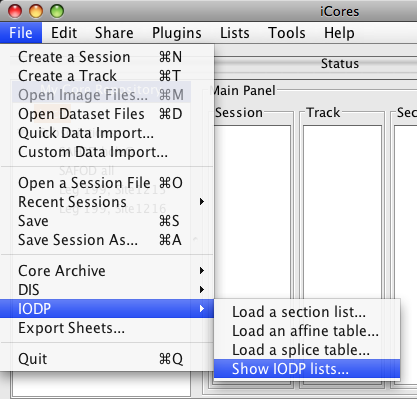 iCores
File Edit Share Plugins Lists Tools Help
Status
Main Panel
Session Track Sec
Create a Session ⌘N
Create a Track ⌘T
Open Image Files... ⌘M
Open Dataset Files ⌘D
Quick Data Import...
Custom Data Import...
SAFOD all
Open a Session File ⌘O
Leg 199, Site1215
Recent Sessions
Leg 199, Site1216
Save ⌘S
Save Session As... ⌘A
Core Archive
DIS
IODP
Load a section list...
Load an affine table...
Load a splice table...
Show IODP lists...
Export Sheets...
Quit ⌘Q